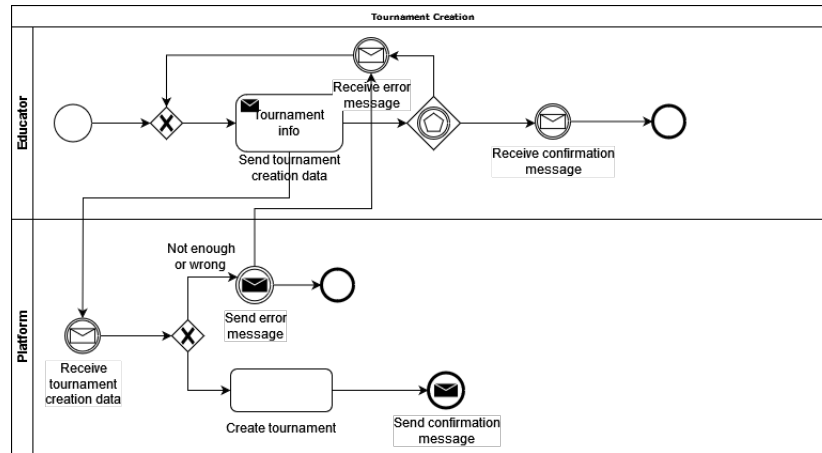 Tournament Creation
Educator
Receive error
message
Tournament
info
Send tournament
creation data
Receive confirmation
message
Platform
Not enough
or wrong
Send error
message
Receive
tournament
creation data
Create tournament
Send confirmation
message